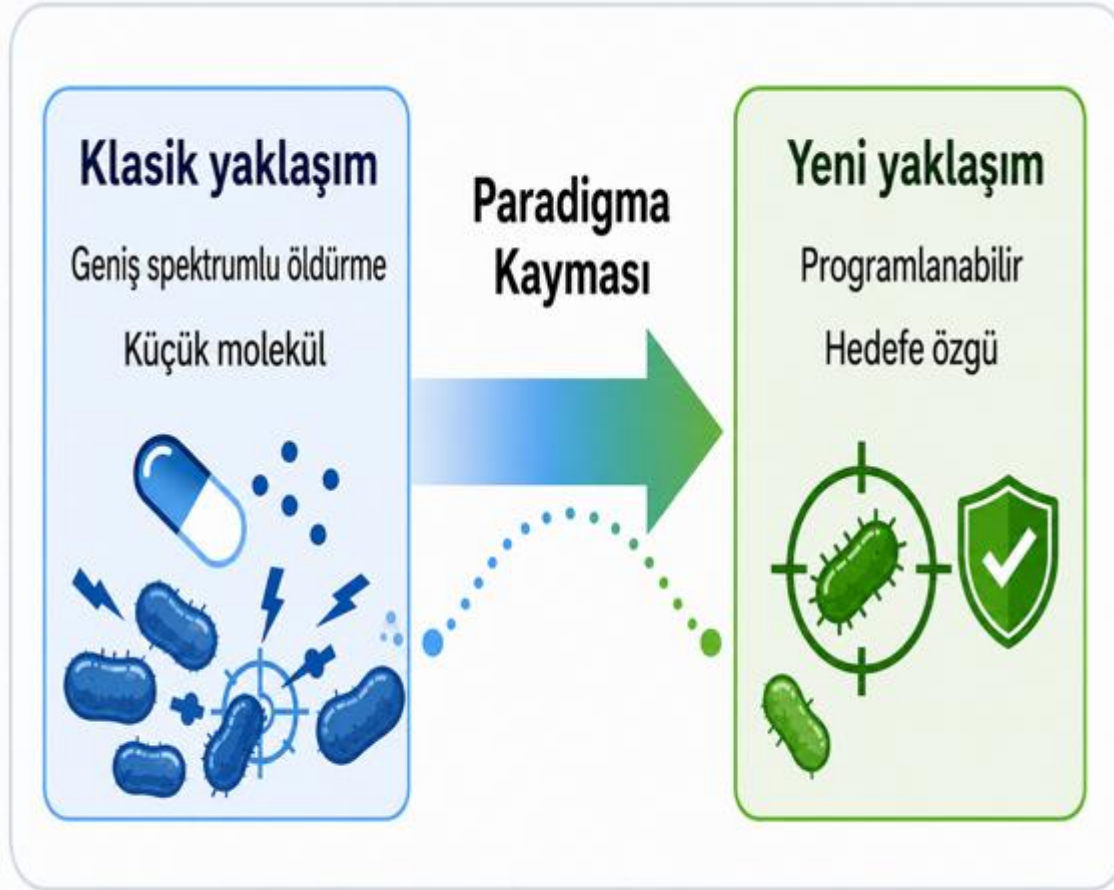 Klasik yaklaşım
Geniş spektrumlu öldürme
Küçük molekül
Paradigma
Kayması
Yeni yaklaşım
Programlanabilir
Hedefe özgü